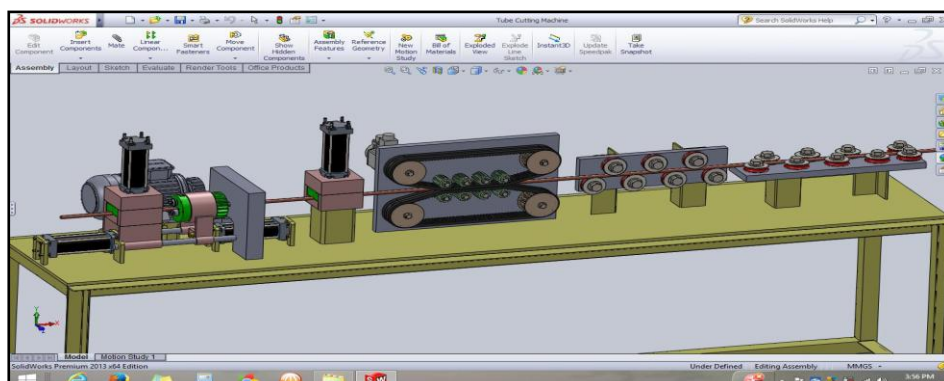 SOLIDWORKS
Tube Cutting Machine
Search SolidWorks Help
Edit Component
Insert Components
Mate
Linear Compon...
Smart Fasteners
Move Component
Show Hidden Components
Assembly Features
Reference Geometry
New Motion Study
Bill of Materials
Exploded View
Explode Line Sketch
Instant3D
Update Speedpak
Take Snapshot
Assembly
Layout
Sketch
Evaluate
Render Tools
Office Products
Y
X
Model
Motion Study 1
SolidWorks Premium 2013 x64 Edition
Under Defined
Editing Assembly
MMGS
3:56 PM